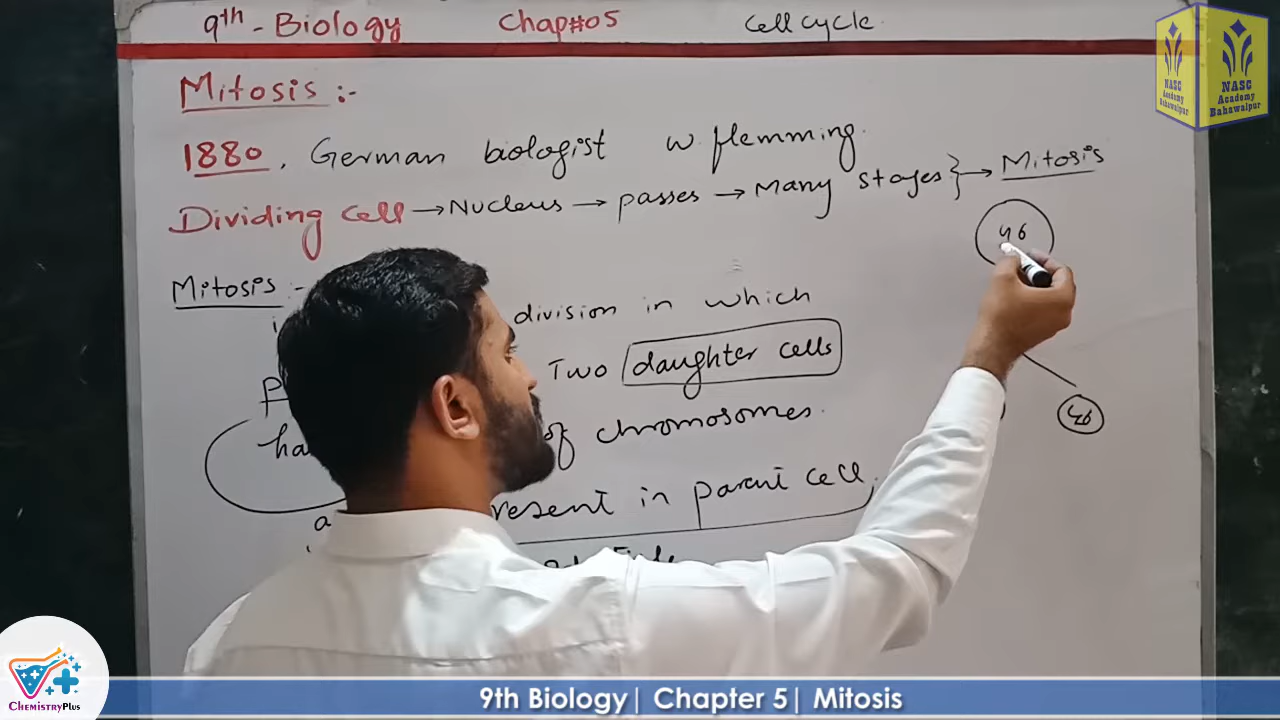 9th - Biology Chap#05 Cell cycle
Mitosis :-
1880, German biologist W. flemming.
Dividing Cell → Nucleus → passes → Many stages } → Mitosis
46
Mitosis :-
division in which
Two daughter cells
of chromosomes
present in parent cell,
46
NASC
Academy
Bahawalpur
NASC
Academy
Bahawalpur
ChemistryPlus
9th Biology| Chapter 5| Mitosis